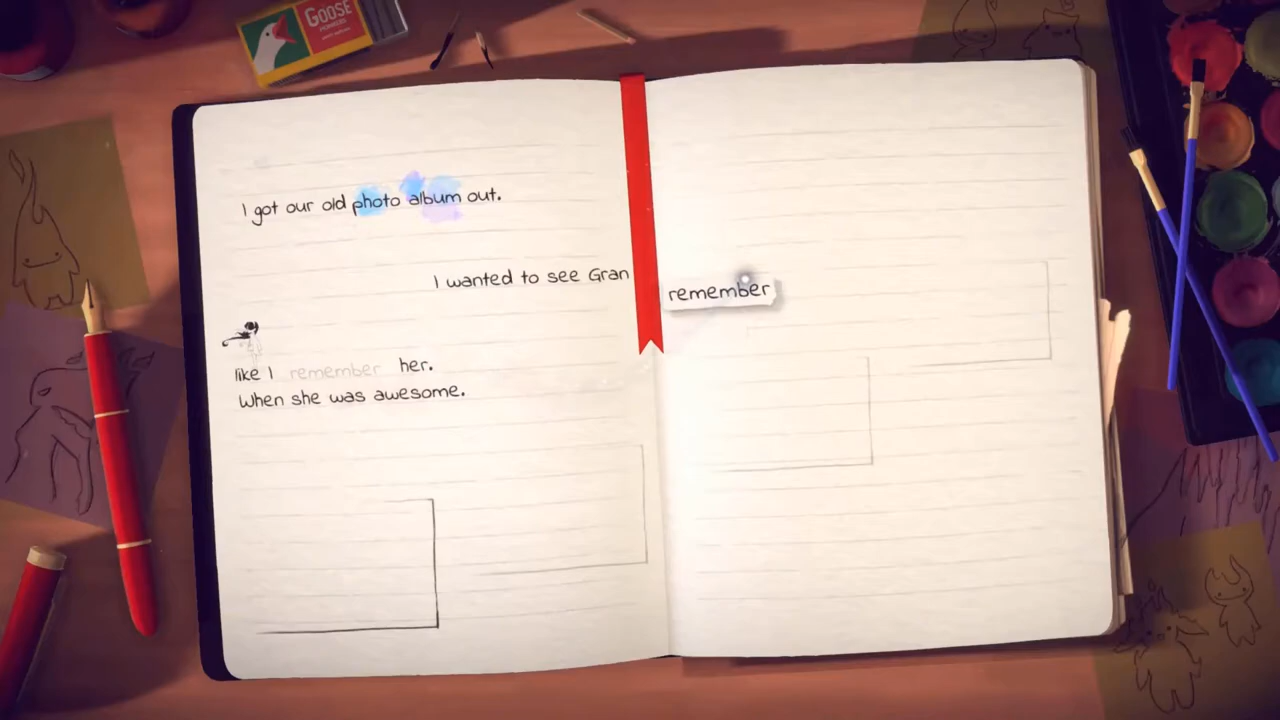 GOOSE
I got our old photo album out.
I wanted to see Gran
remember
like I remember her.
When she was awesome.